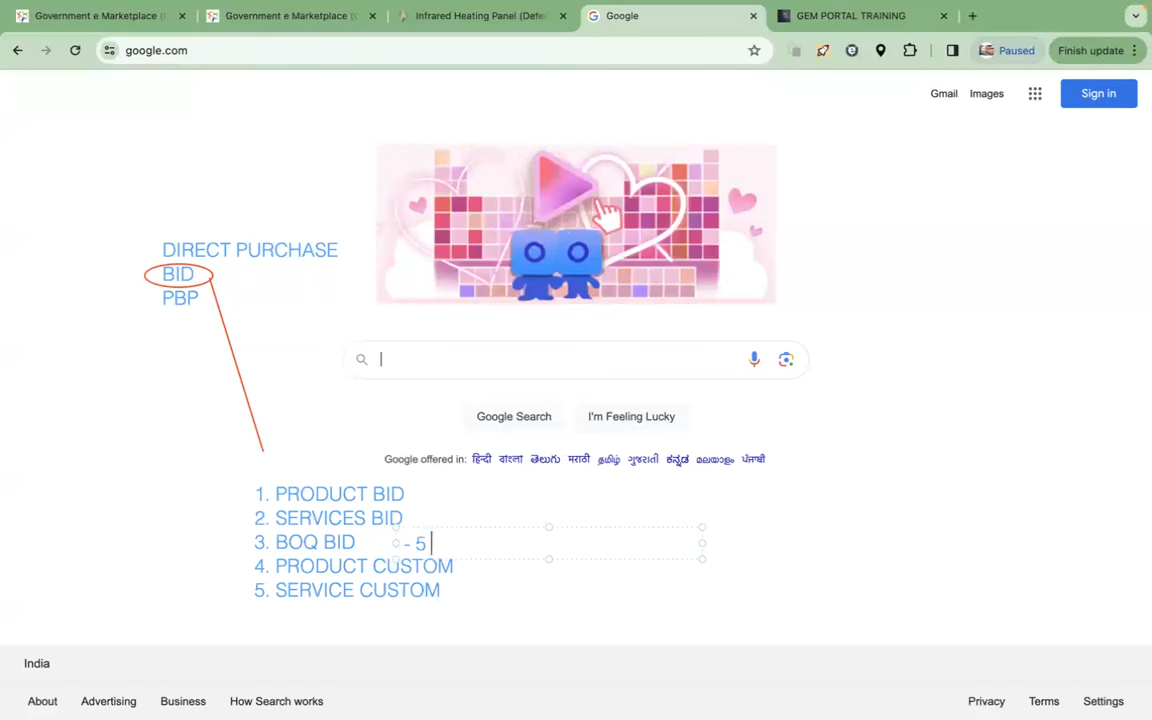 Government e Marketplace (
Government e Marketplace (
Infrared Heating Panel (Defe
Google
GEM PORTAL TRAINING
google.com
Paused
Finish update
Gmail
Images
Sign in
DIRECT PURCHASE
BID
PBP
Google Search
I'm Feeling Lucky
Google offered in: हिन्दी বাংলা తెలుగు मराठी தமிழ் ગુજરાતી ಕನ್ನಡ മലയാളം ਪੰਜਾਬੀ
1. PRODUCT BID
2. SERVICES BID
3. BOQ BID - 5
4. PRODUCT CUSTOM
5. SERVICE CUSTOM
India
About
Advertising
Business
How Search works
Privacy
Terms
Settings